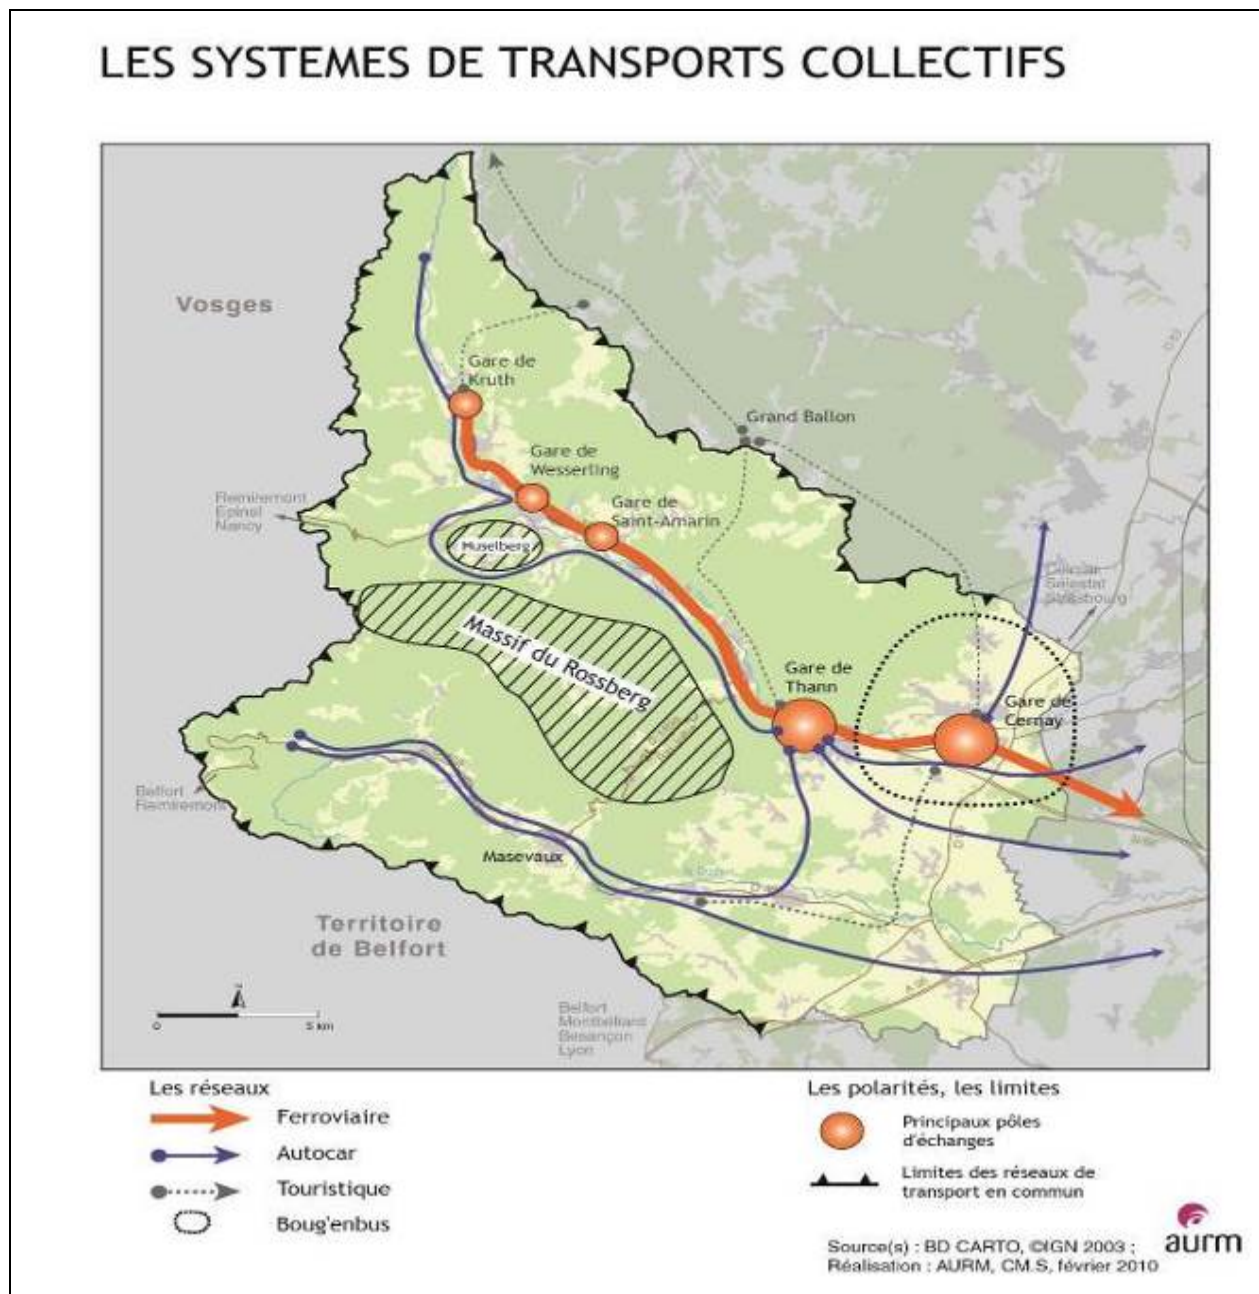 LES SYSTEMES DE TRANSPORTS COLLECTIFS
Vosges
Gare de
Kruth
Grand Ballon
Gare de
Wesserling
Remiremont
Epinal
Nancy
Gare de
Saint-Amarin
Huselberg
Colmar
Sélestat
Strasbourg
Massif du Rossberg
Gare de
Thann
Gare de
Cernay
Belfort
Remiremont
Masevaux
Territoire
de Belfort
Belfort
Montbéliard
Besançon
Lyon
0
5 km
Les réseaux
Ferroviaire
Autocar
Touristique
Boug'enbus
Les polarités, les limites
Principaux pôles
d'échanges
Limites des réseaux de
transport en commun
aurm
Source(s) : BD CARTO, ©IGN 2003 ;
Réalisation : AURM, CM.S, février 2010